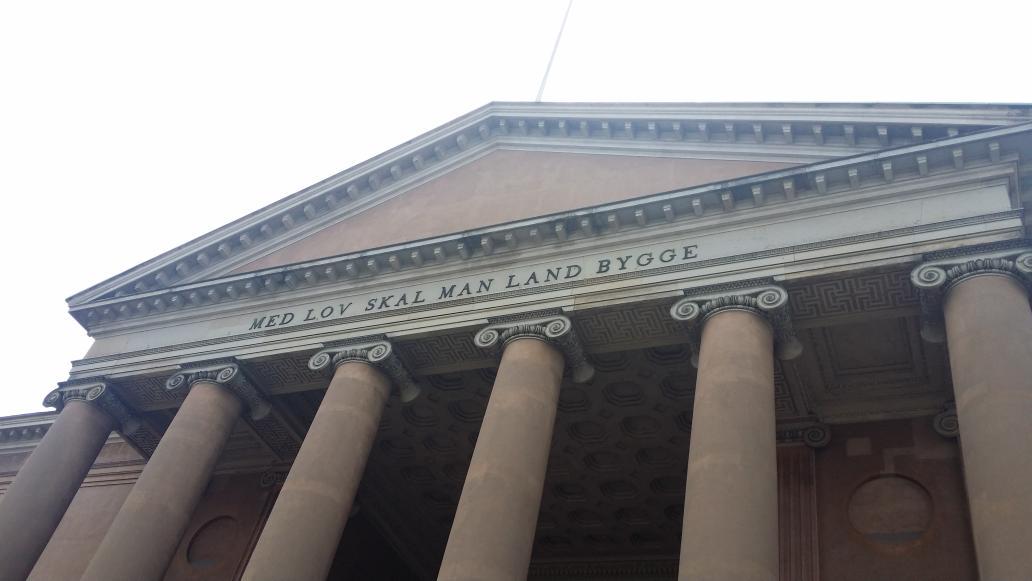 MED LOV SKAL MAN LAND BYGGE